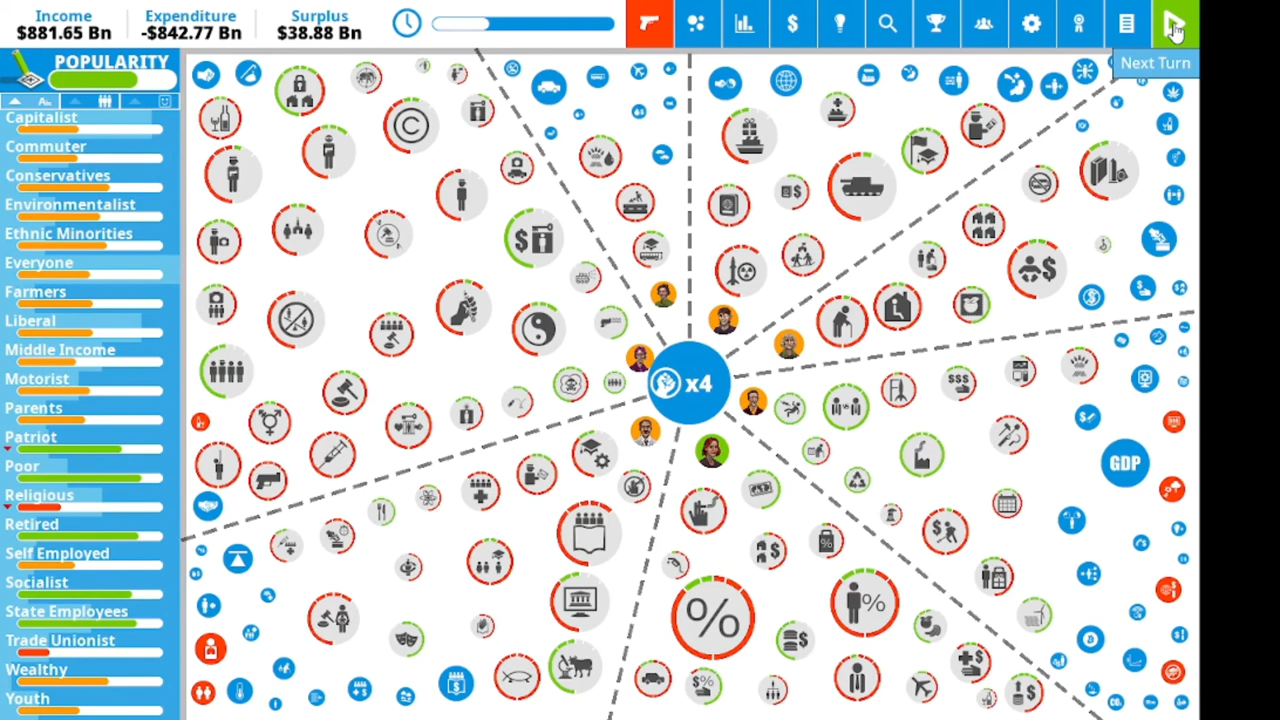 Income
$881.65 Bn
Expenditure
-$842.77 Bn
Surplus
$38.88 Bn
$
Next Turn
POPULARITY
Capitalist
Commuter
Conservatives
Environmentalist
Ethnic Minorities
Everyone
Farmers
Liberal
Middle Income
Motorist
Parents
Patriot
Poor
Religious
Retired
Self Employed
Socialist
State Employees
Trade Unionist
Wealthy
Youth
x4
GDP
©
$
$
$
$$$
%
%
$
$
$
$%
$